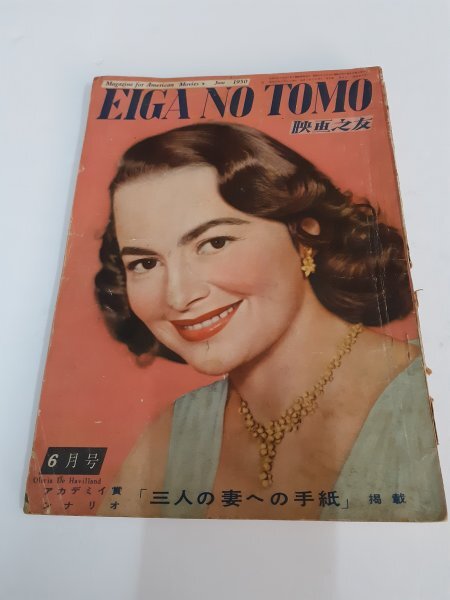 Magazine for American Movies • June 1950
EIGA NO TOMO
映画之友
6月号
Olivia De Havilland
アカデミイ賞
シナリオ
「三人の妻への手紙」掲載